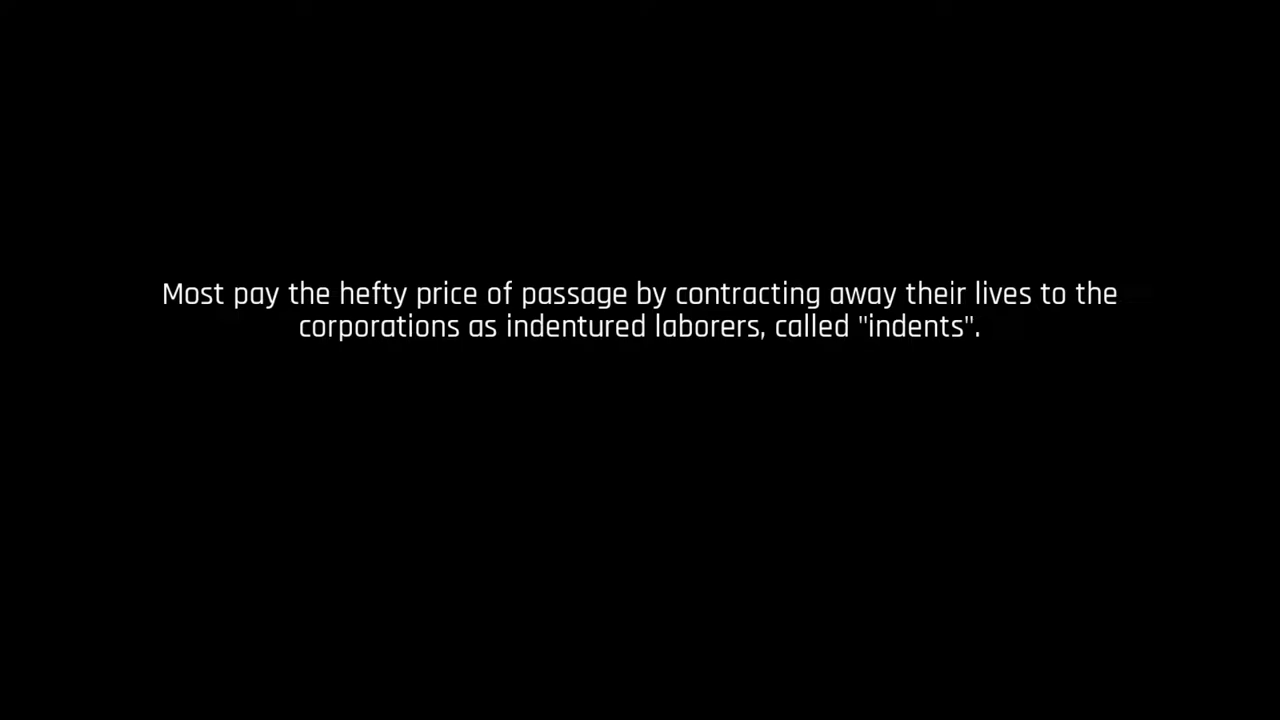 Most pay the hefty price of passage by contracting away their lives to the
corporations as indentured laborers, called "indents".